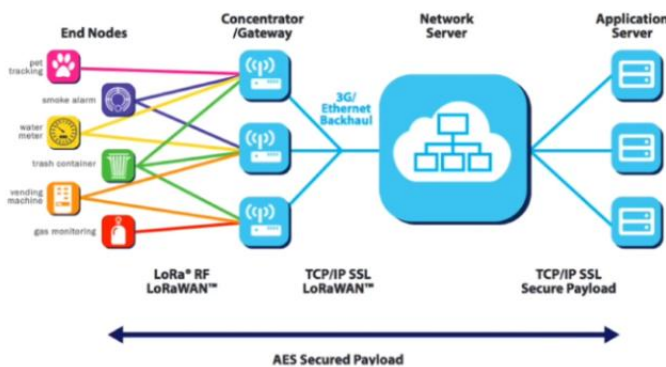 End Nodes
Concentrator
/Gateway
Network
Server
Application
Server
pet
tracking
smoke alarm
water
meter
trash container
vending
machine
gas monitoring
3G/
Ethernet
Backhaul
LoRa® RF
LoRaWAN™
TCP/IP SSL
LoRaWAN™
TCP/IP SSL
Secure Payload
AES Secured Payload